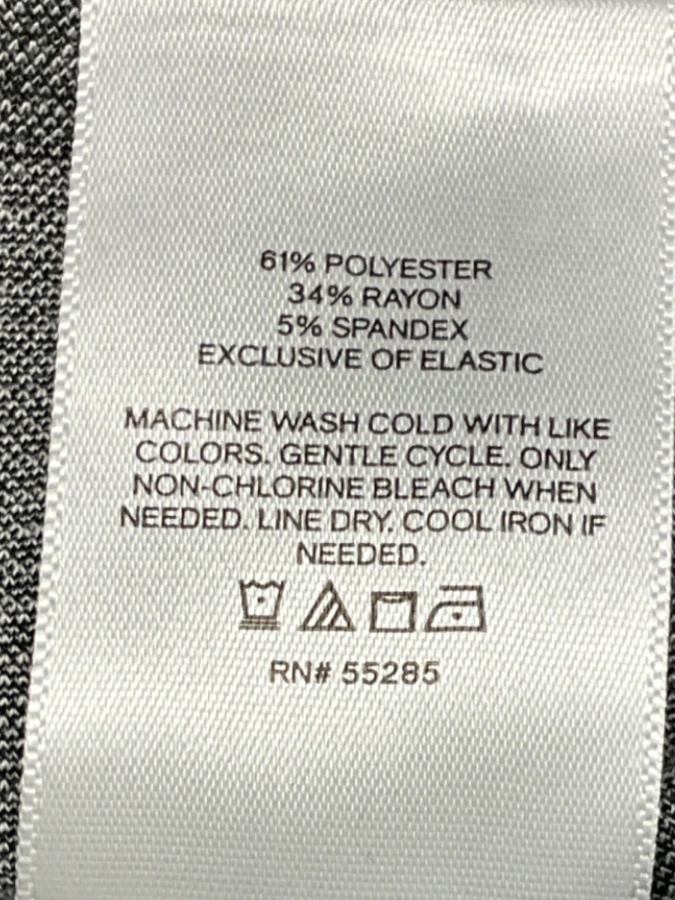 61% POLYESTER
34% RAYON
5% SPANDEX
EXCLUSIVE OF ELASTIC
MACHINE WASH COLD WITH LIKE
COLORS. GENTLE CYCLE. ONLY
NON-CHLORINE BLEACH WHEN
NEEDED. LINE DRY. COOL IRON IF
NEEDED.
RN# 55285